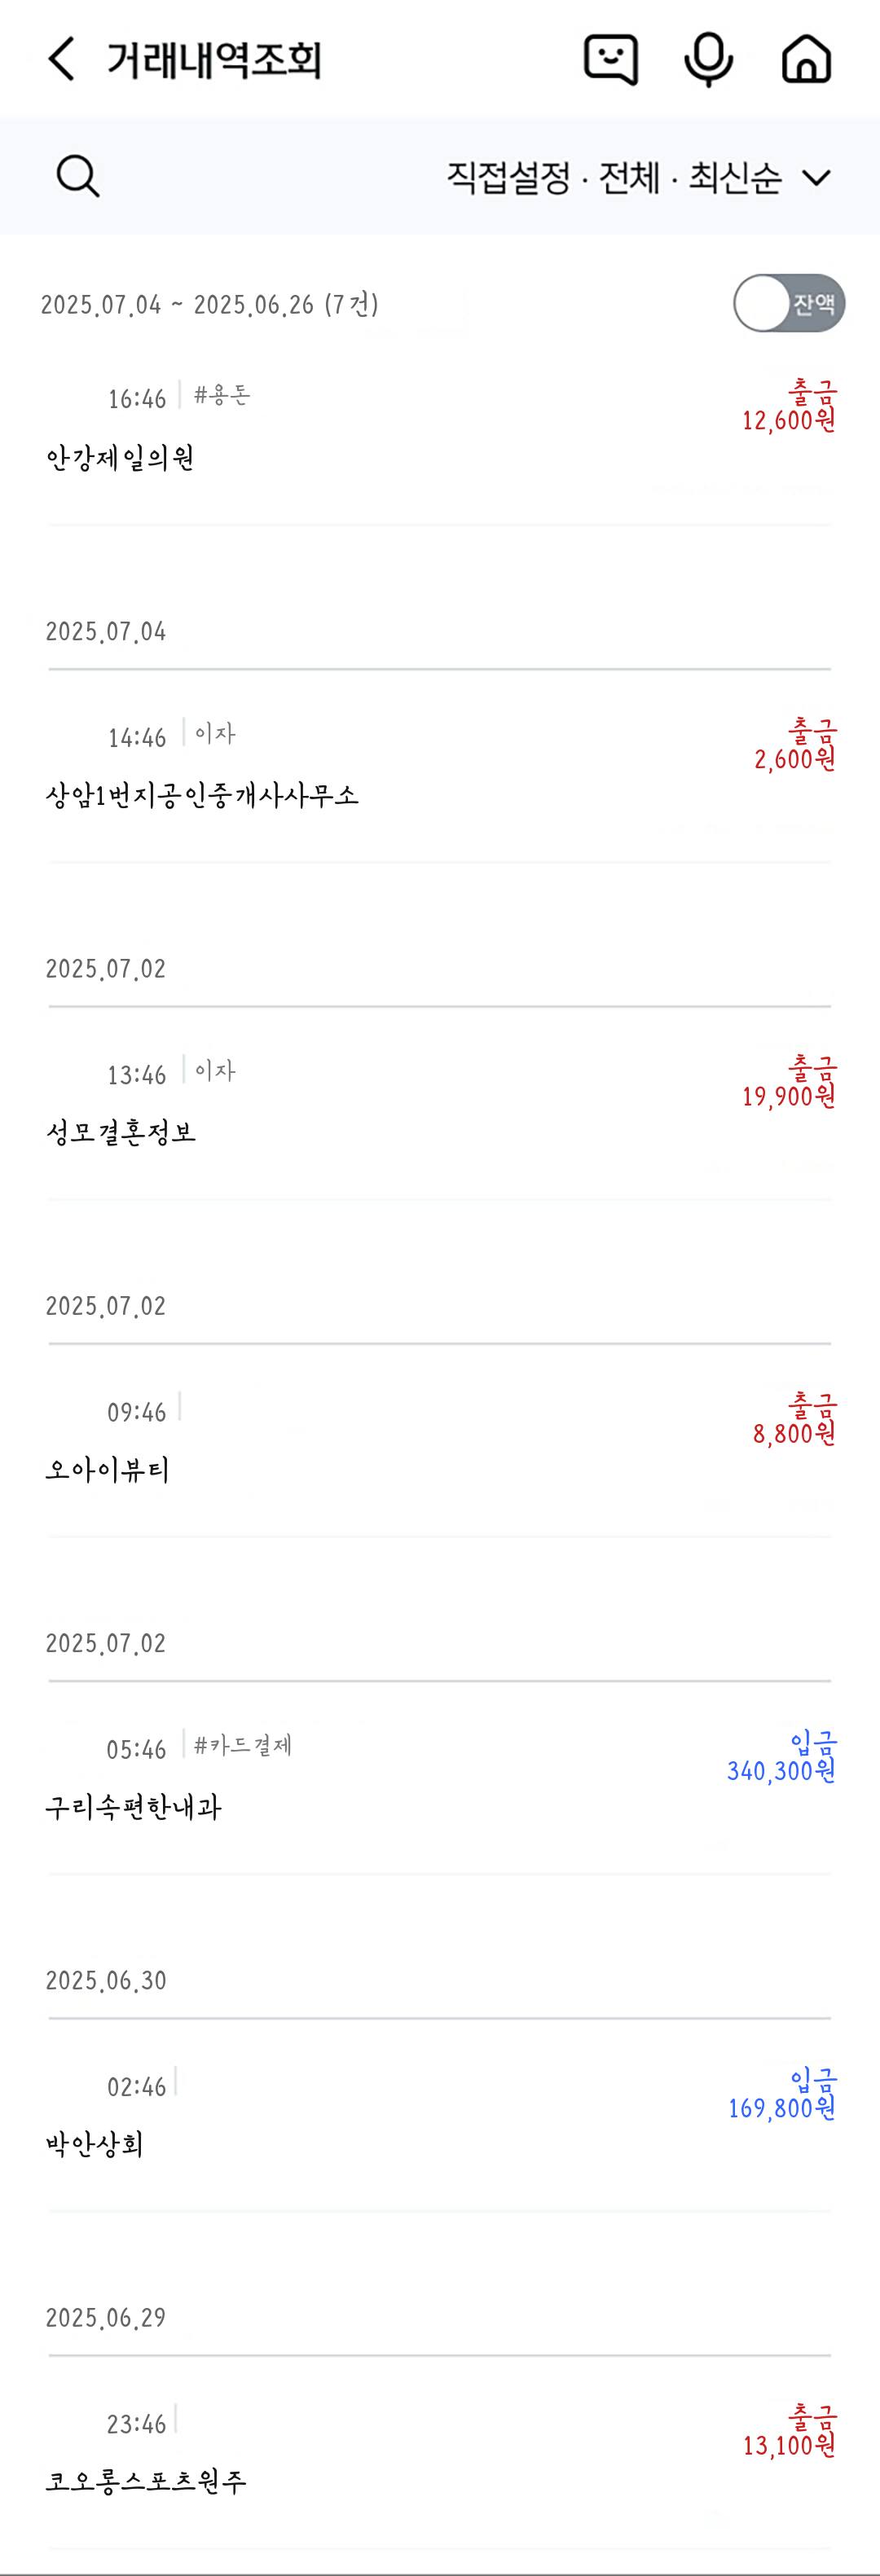 거래내역조회
직접설정 · 전체 · 최신순
2025.07.04 ~ 2025.06.26 (7건)
잔액
16:46 #용돈
출금
12,600원
안강제일의원
2025.07.04
14:46 이자
출금
2,600원
상암1번지공인중개사사무소
2025.07.02
13:46 이자
출금
19,900원
성모결혼정보
2025.07.02
09:46
출금
8,800원
오아이뷰티
2025.07.02
05:46 #카드결제
입금
340,300원
구리속편한내과
2025.06.30
02:46
입금
169,800원
박안상회
2025.06.29
23:46
출금
13,100원
코오롱스포츠원주